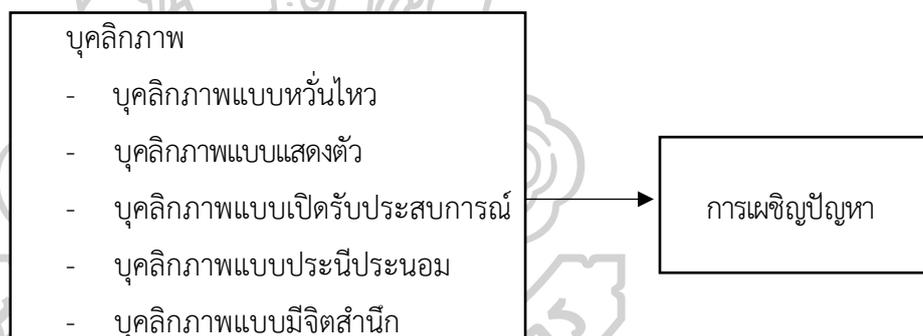 บุคลิกภาพ
- บุคลิกภาพแบบหวั่นไหว
- บุคลิกภาพแบบแสดงตัว
- บุคลิกภาพแบบเปิดรับประสบการณ์
- บุคลิกภาพแบบประนีประนอม
- บุคลิกภาพแบบมีจิตสำนึก
การเผชิญปัญหา